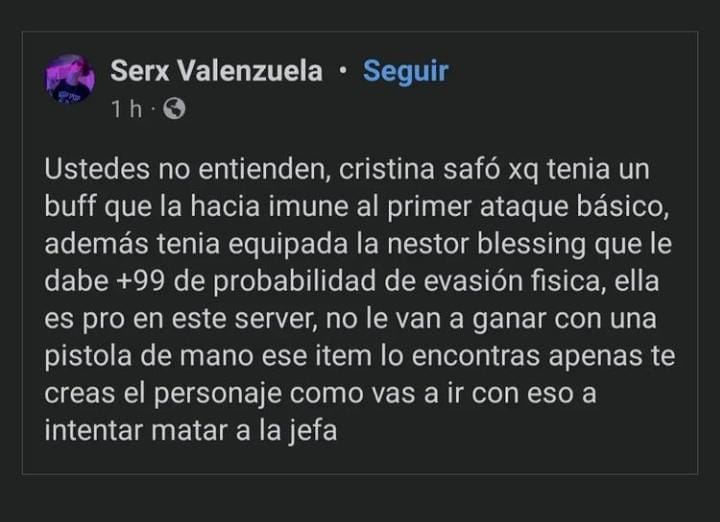 Serx Valenzuela · Seguir
1 h ·
Ustedes no entienden, cristina safó xq tenia un
buff que la hacia imune al primer ataque básico,
además tenia equipada la nestor blessing que le
dabe +99 de probabilidad de evasión fisica, ella
es pro en este server, no le van a ganar con una
pistola de mano ese item lo encontras apenas te
creas el personaje como vas a ir con eso a
intentar matar a la jefa